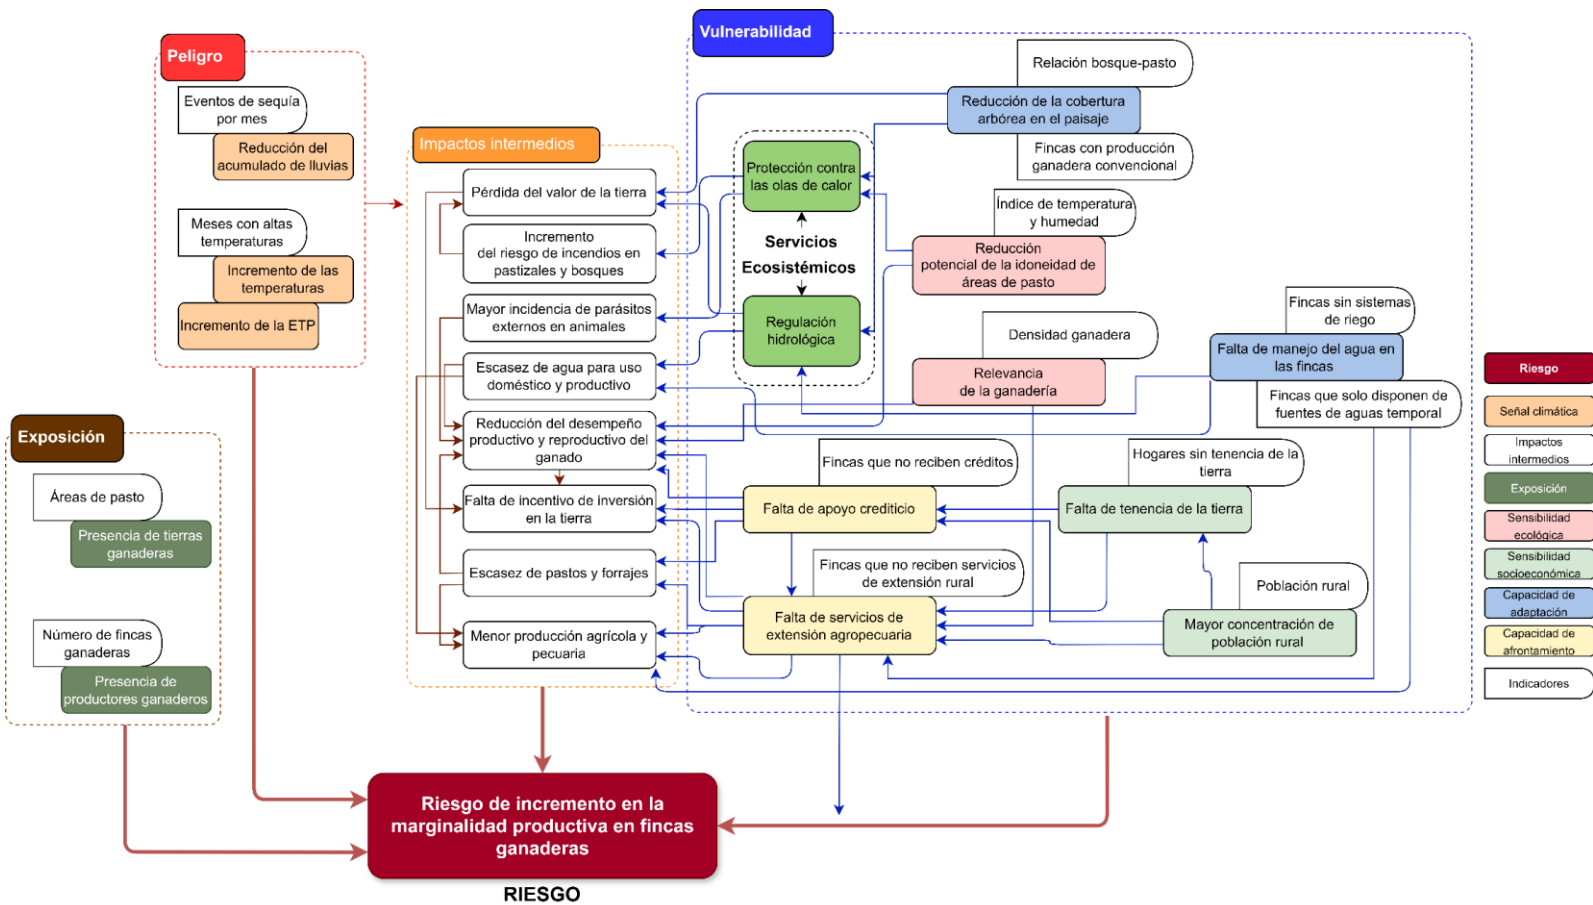 Peligro
Eventos de sequía
por mes
Reducción del
acumulado de lluvias
Meses con altas
temperaturas
Incremento de las
temperaturas
Incremento de la ETP
Exposición
Áreas de pasto
Presencia de tierras
ganaderas
Número de fincas
ganaderas
Presencia de
productores ganaderos
Impactos intermedios
Pérdida del valor de la tierra
Incremento
del riesgo de incendios en
pastizales y bosques
Mayor incidencia de parásitos
externos en animales
Escasez de agua para uso
doméstico y productivo
Reducción del desempeño
productivo y reproductivo del
ganado
Falta de incentivo de inversión
en la tierra
Escasez de pastos y forrajes
Menor producción agrícola y
pecuaria
Vulnerabilidad
Protección contra
las olas de calor
Servicios
Ecosistémicos
Regulación
hidrológica
Relación bosque-pasto
Reducción de la cobertura
arbórea en el paisaje
Fincas con producción
ganadera convencional
Índice de temperatura
y humedad
Reducción
potencial de la idoneidad de
áreas de pasto
Densidad ganadera
Relevancia
de la ganadería
Fincas sin sistemas
de riego
Falta de manejo del agua en
las fincas
Fincas que solo disponen de
fuentes de aguas temporal
Fincas que no reciben créditos
Falta de apoyo crediticio
Hogares sin tenencia de la
tierra
Falta de tenencia de la tierra
Fincas que no reciben servicios
de extensión rural
Falta de servicios de
extensión agropecuaria
Población rural
Mayor concentración de
población rural
Riesgo
Señal climática
Impactos
intermedios
Exposición
Sensibilidad
ecológica
Sensibilidad
socioeconómica
Capacidad de
adaptación
Capacidad de
afrontamiento
Indicadores
Riesgo de incremento en la
marginalidad productiva en fincas
ganaderas
RIESGO